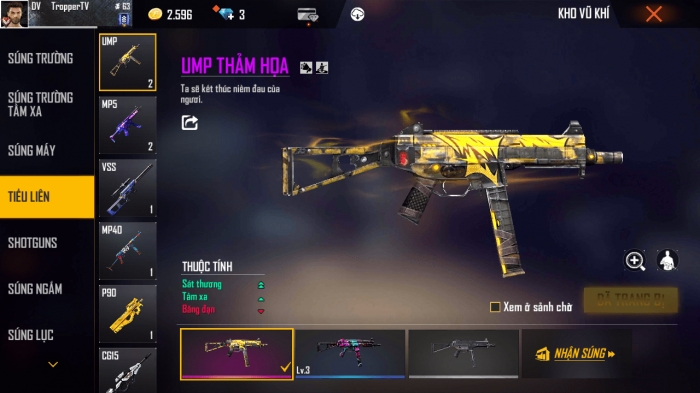 DV TropperTV # 63
2.596
3
KHO VŨ KHÍ
SÚNG TRƯỜNG
SÚNG TRƯỜNG
TẦM XA
SÚNG MÁY
TIỂU LIÊN
SHOTGUNS
SÚNG NGẮM
SÚNG LỤC
UMP
2
MP5
2
VSS
1
MP40
1
P90
1
CG15
UMP THẢM HỌA
Ta sẽ kết thúc niềm đau của
ngươi.
THUỘC TÍNH
Sát thương
Tầm xa
Băng đạn
Xem ở sảnh chờ
ĐÃ TRANG BỊ
Lv.3
NHẬN SÚNG